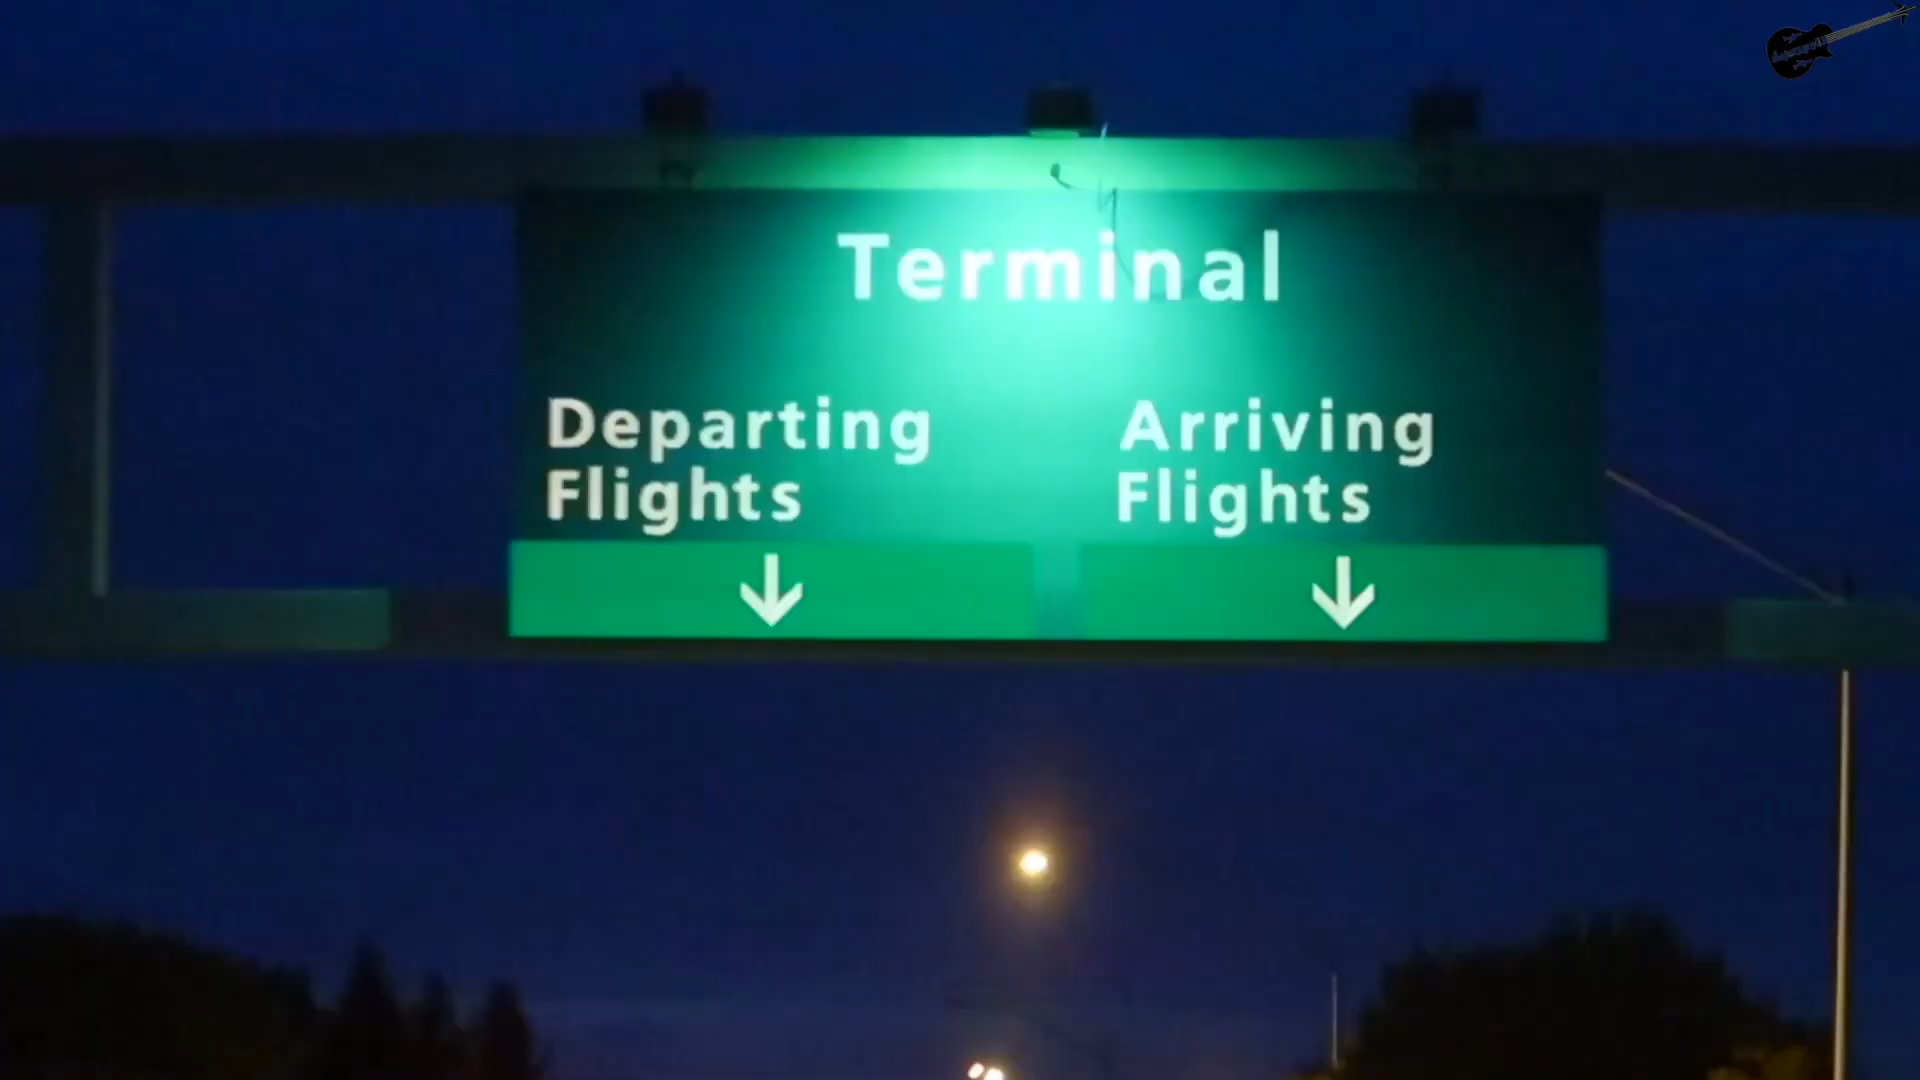 Terminal
Departing
Flights
Arriving
Flights